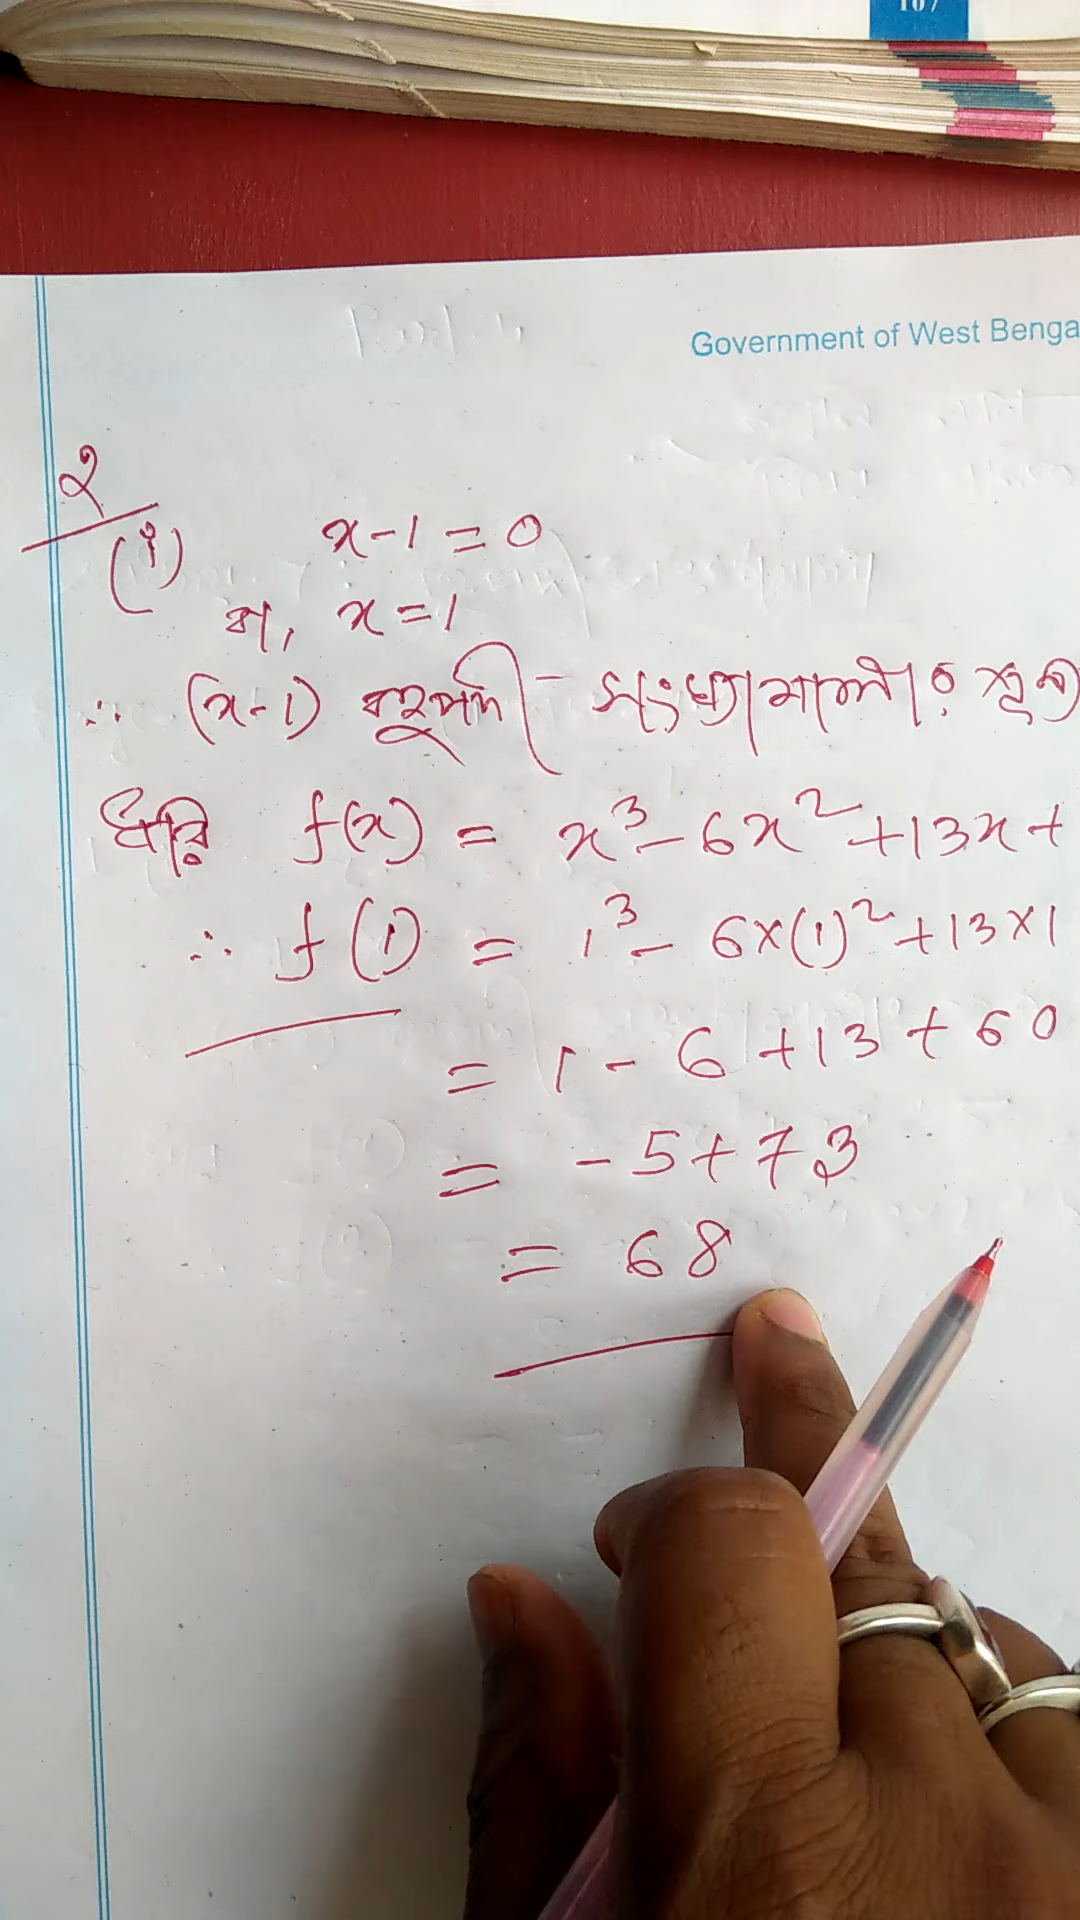 107
Government of West Benga
২
(i) x-1=0
বা, x=1
∴ (x-1) বহুপদী সংখ্যামালার শূন্য
ধরি f(x) = x³-6x²+13x+
∴ f(1) = 1³- 6×(1)²+13×1
= 1-6+13+60
= -5+73
= 68